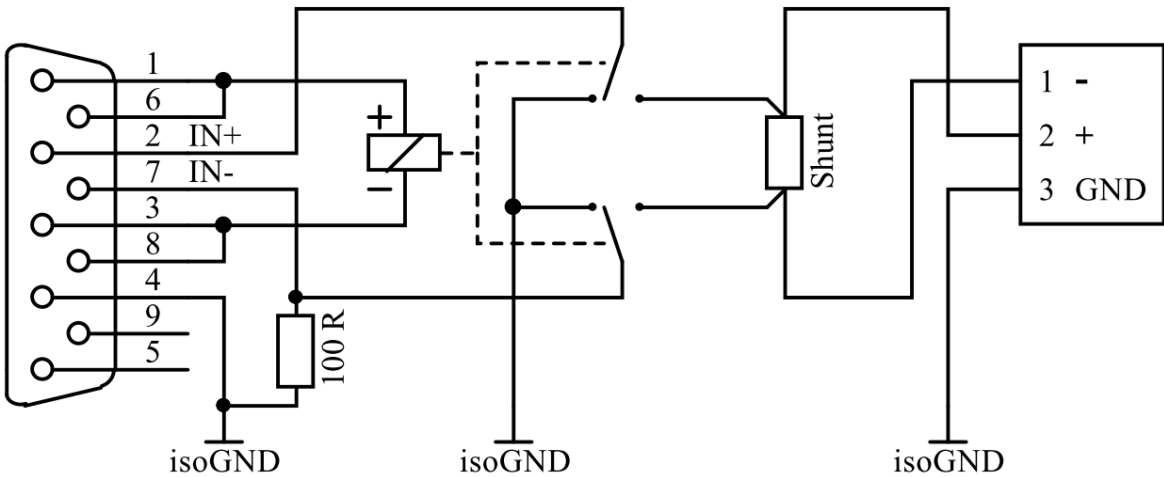 1
6
2 IN+
7 IN-
3
8
4
9
5
+
−
100 R
Shunt
1 -
2 +
3 GND
isoGND
isoGND
isoGND